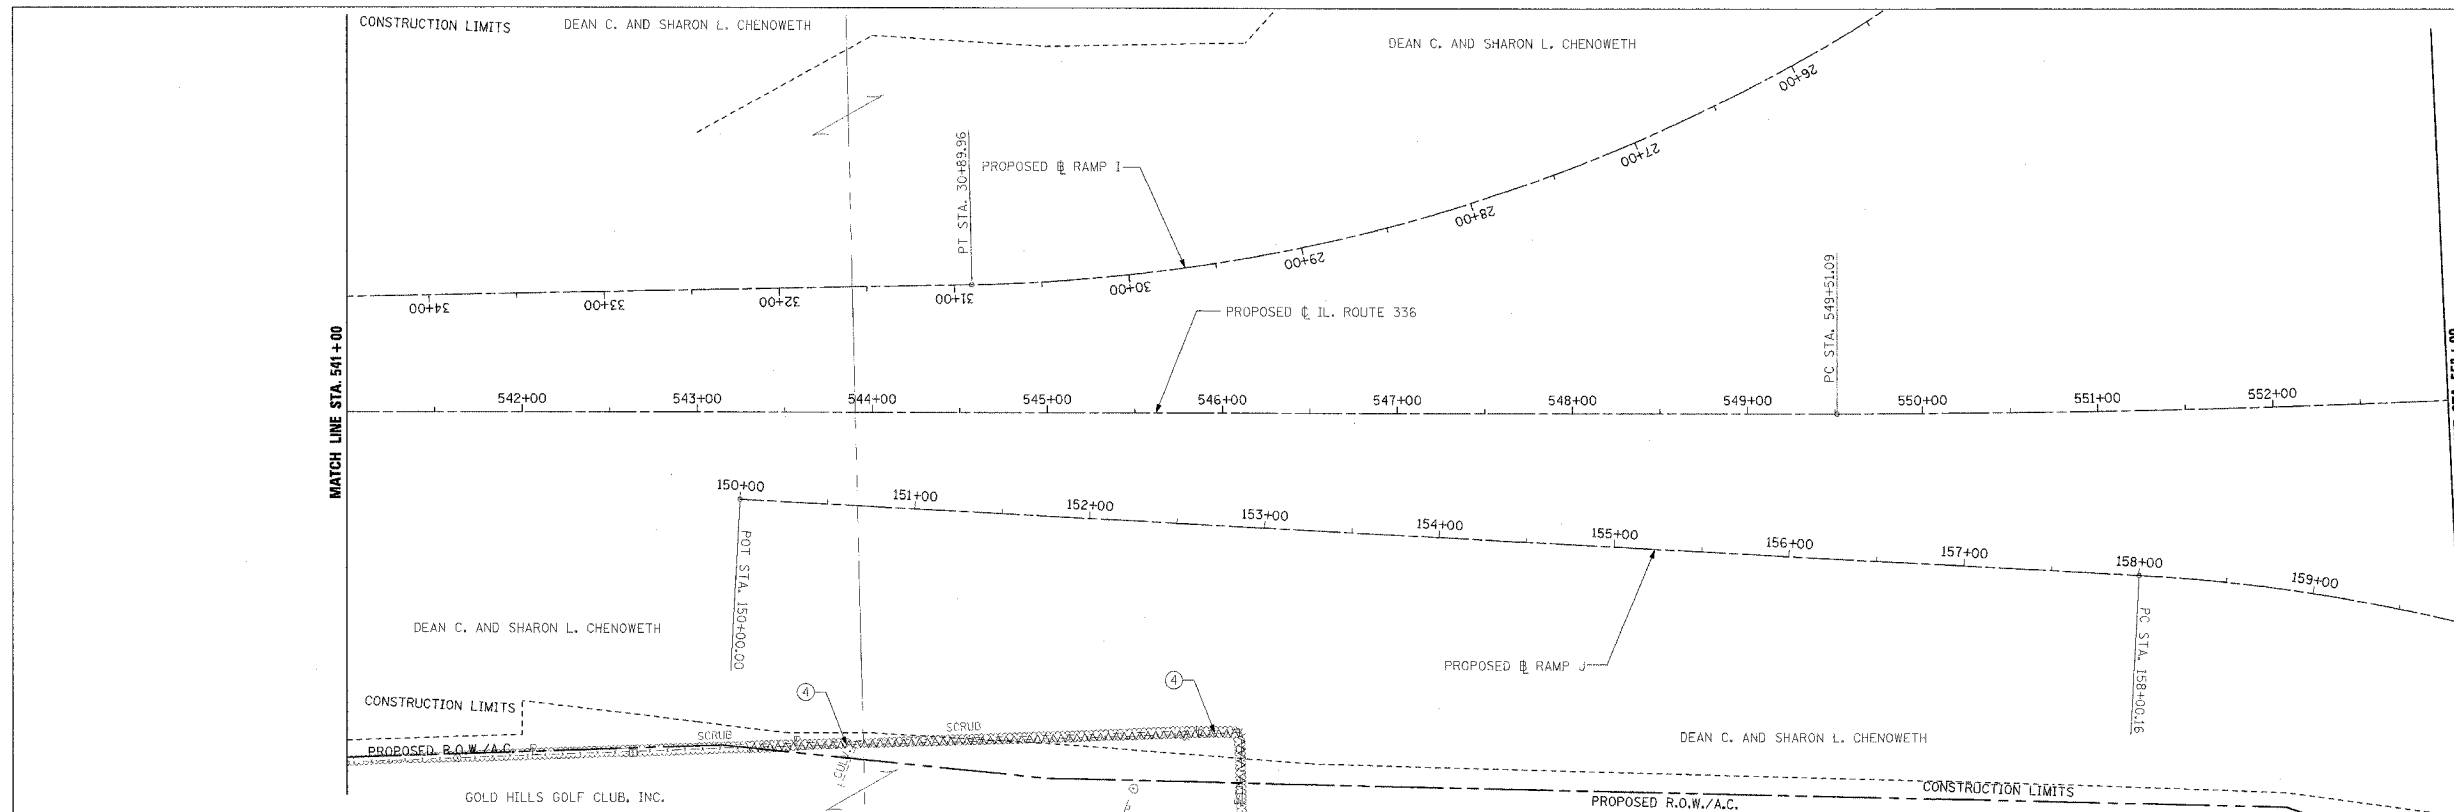 CONSTRUCTION LIMITS
DEAN C. AND SHARON L. CHENOWETH
DEAN C. AND SHARON L. CHENOWETH
26+00
27+00
28+00
29+00
30+00
31+00
32+00
33+00
34+00
PT STA. 30+89.96
PROPOSED ⅊ RAMP I
PROPOSED ℄ IL. ROUTE 336
PC STA. 549+51.09
MATCH LINE STA. 541+00
542+00
543+00
544+00
545+00
546+00
547+00
548+00
549+00
550+00
551+00
552+00
150+00
151+00
152+00
153+00
154+00
155+00
156+00
157+00
158+00
159+00
POT STA. 150+00.00
DEAN C. AND SHARON L. CHENOWETH
PROPOSED ⅊ RAMP J
PC STA. 158+00.16
4
4
CONSTRUCTION LIMITS
SCRUB
SCRUB
PROPOSED R.O.W./A.C.
DEAN C. AND SHARON L. CHENOWETH
GOLD HILLS GOLF CLUB, INC.
CONSTRUCTION LIMITS
PROPOSED R.O.W./A.C.